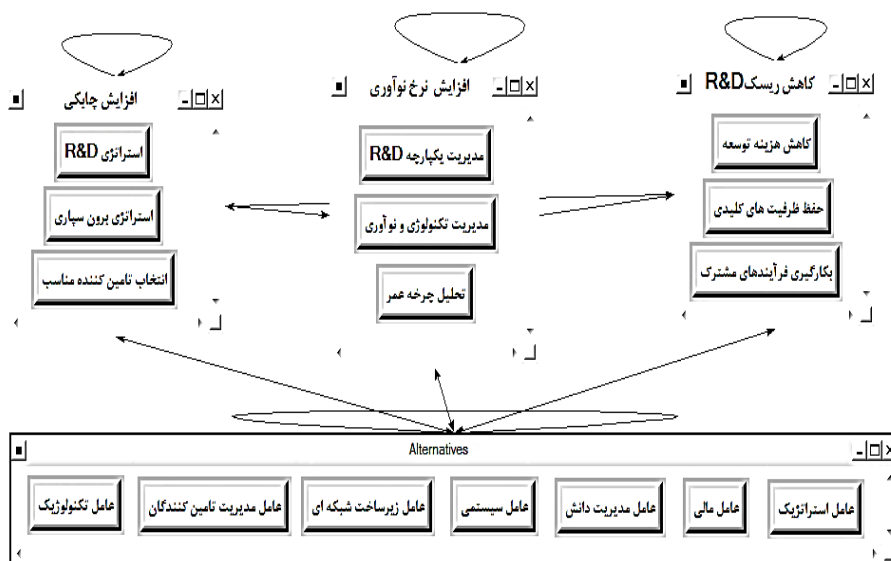 کاهش ریسک R&D
کاهش هزینه توسعه
حفظ ظرفیت های کلیدی
بکارگیری فرآیندهای مشترک
افزایش نرخ نوآوری
مدیریت یکپارچه R&D
مدیریت تکنولوژی و نوآوری
تحلیل چرخه عمر
افزایش چابکی
استراتژی R&D
استراتژی برون سپاری
انتخاب تامین کننده مناسب
Alternatives
عامل استراتژیک
عامل مالی
عامل مدیریت دانش
عامل سیستمی
عامل زیرساخت شبکه ای
عامل مدیریت تامین کنندگان
عامل تکنولوژیک